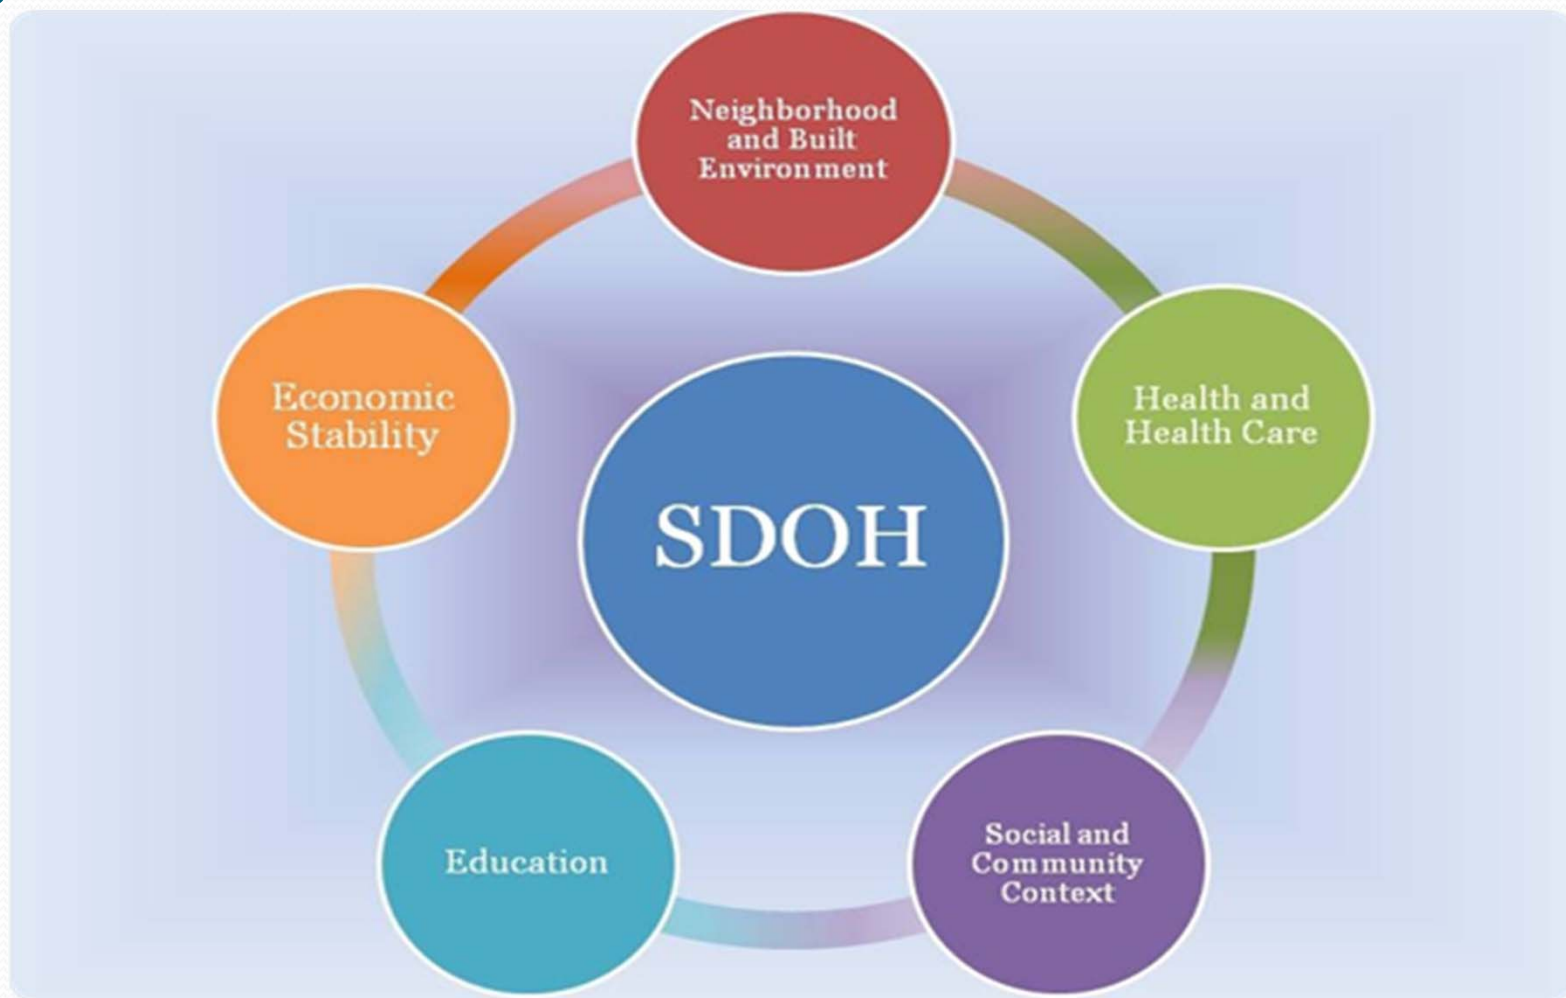 Neighborhood
and Built
Environment
Economic
Stability
Health and
Health Care
SDOH
Education
Social and
Community
Context